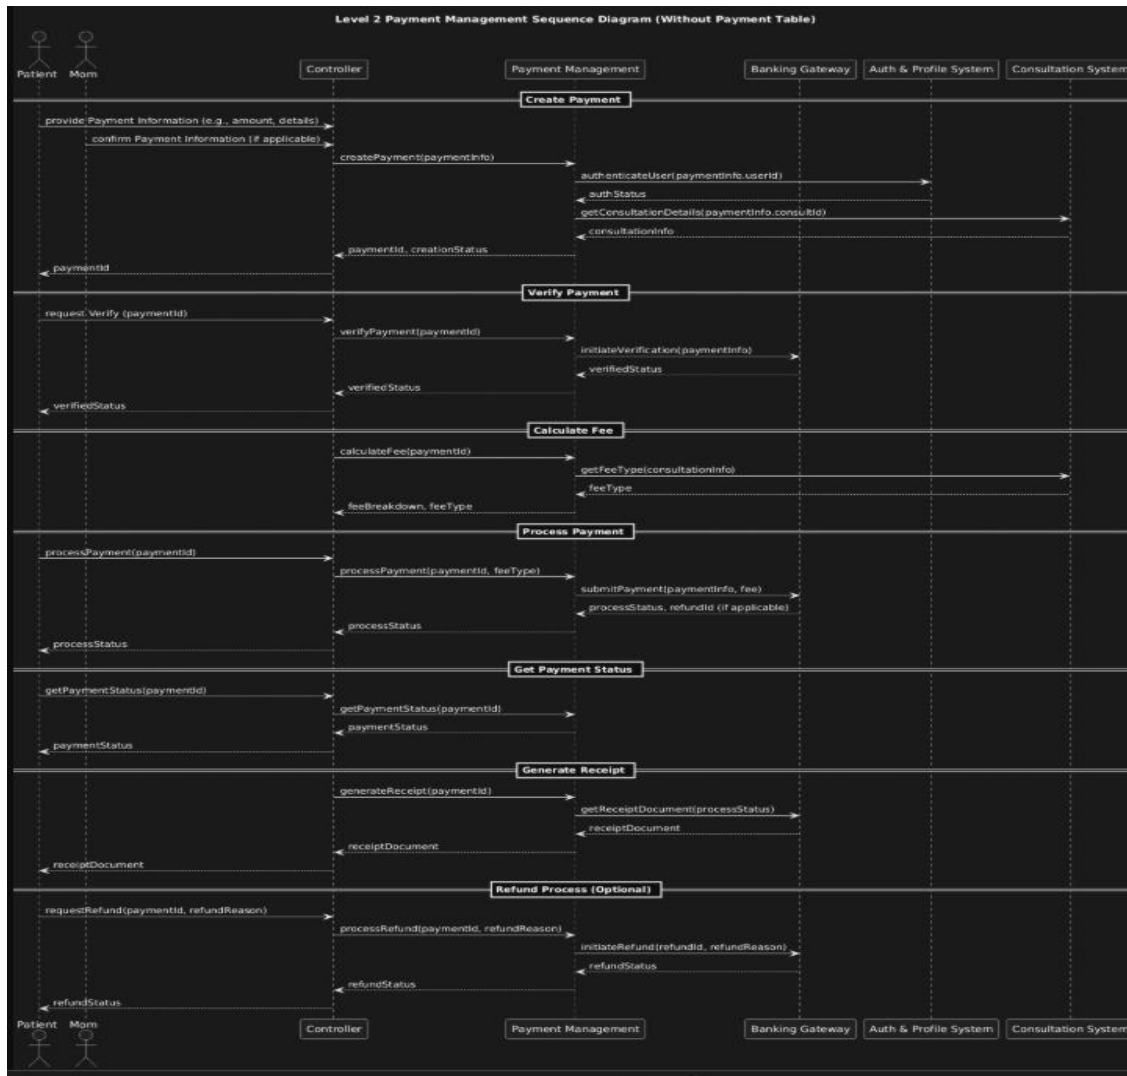 Level 2 Payment Management Sequence Diagram (Without Payment Table)
Patient Mom Controller Payment Management Banking Gateway Auth & Profile System Consultation System
Create Payment
provide Payment Information (e.g., amount, details)
confirm Payment Information (if applicable)
createPayment(paymentInfo)
authenticateUser(paymentInfo.userId)
authStatus
getConsultationDetails(paymentInfo.consultId)
consultationInfo
paymentId, creationStatus
paymentId
Verify Payment
request Verify (paymentId)
verifyPayment(paymentId)
initiateVerification(paymentInfo)
verifiedStatus
verifiedStatus
verifiedStatus
Calculate Fee
calculateFee(paymentId)
getFeeType(consultationInfo)
feeType
feeBreakdown, feeType
Process Payment
processPayment(paymentId)
processPayment(paymentId, feeType)
submitPayment(paymentInfo, fee)
processStatus, refundId (if applicable)
processStatus
processStatus
Get Payment Status
getPaymentStatus(paymentId)
getPaymentStatus(paymentId)
paymentStatus
paymentStatus
Generate Receipt
generateReceipt(paymentId)
getReceiptDocument(processStatus)
receiptDocument
receiptDocument
receiptDocument
Refund Process (Optional)
requestRefund(paymentId, refundReason)
processRefund(paymentId, refundReason)
initiateRefund(refundId, refundReason)
refundStatus
refundStatus
refundStatus
Patient Mom Controller Payment Management Banking Gateway Auth & Profile System Consultation System